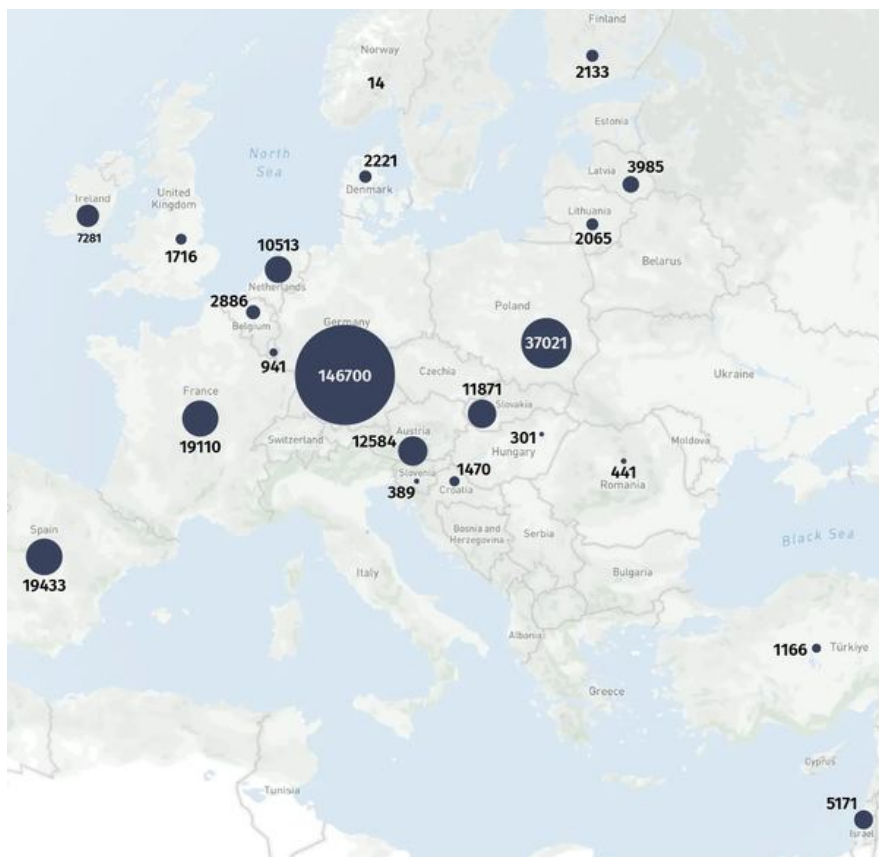 Finland
Norway
2133
14
Estonia
North
Sea
2221
3985
Latvia
Denmark
Ireland
United
Kingdom
Lithuania
7281
1716
10513
2065
Belarus
Netherlands
2886
Belgium
Germany
Poland
37021
941
146700
Czechia
Ukraine
France
11871
Slovakia
19110
Switzerland
12584
Austria
301
Hungary
Moldova
Slovenia
389
1470
Croatia
441
Romania
Spain
19433
Bosnia and
Herzegovina
Serbia
Black Sea
Italy
Bulgaria
Albania
1166
Türkiye
Greece
Cyprus
Tunisia
5171
Israel